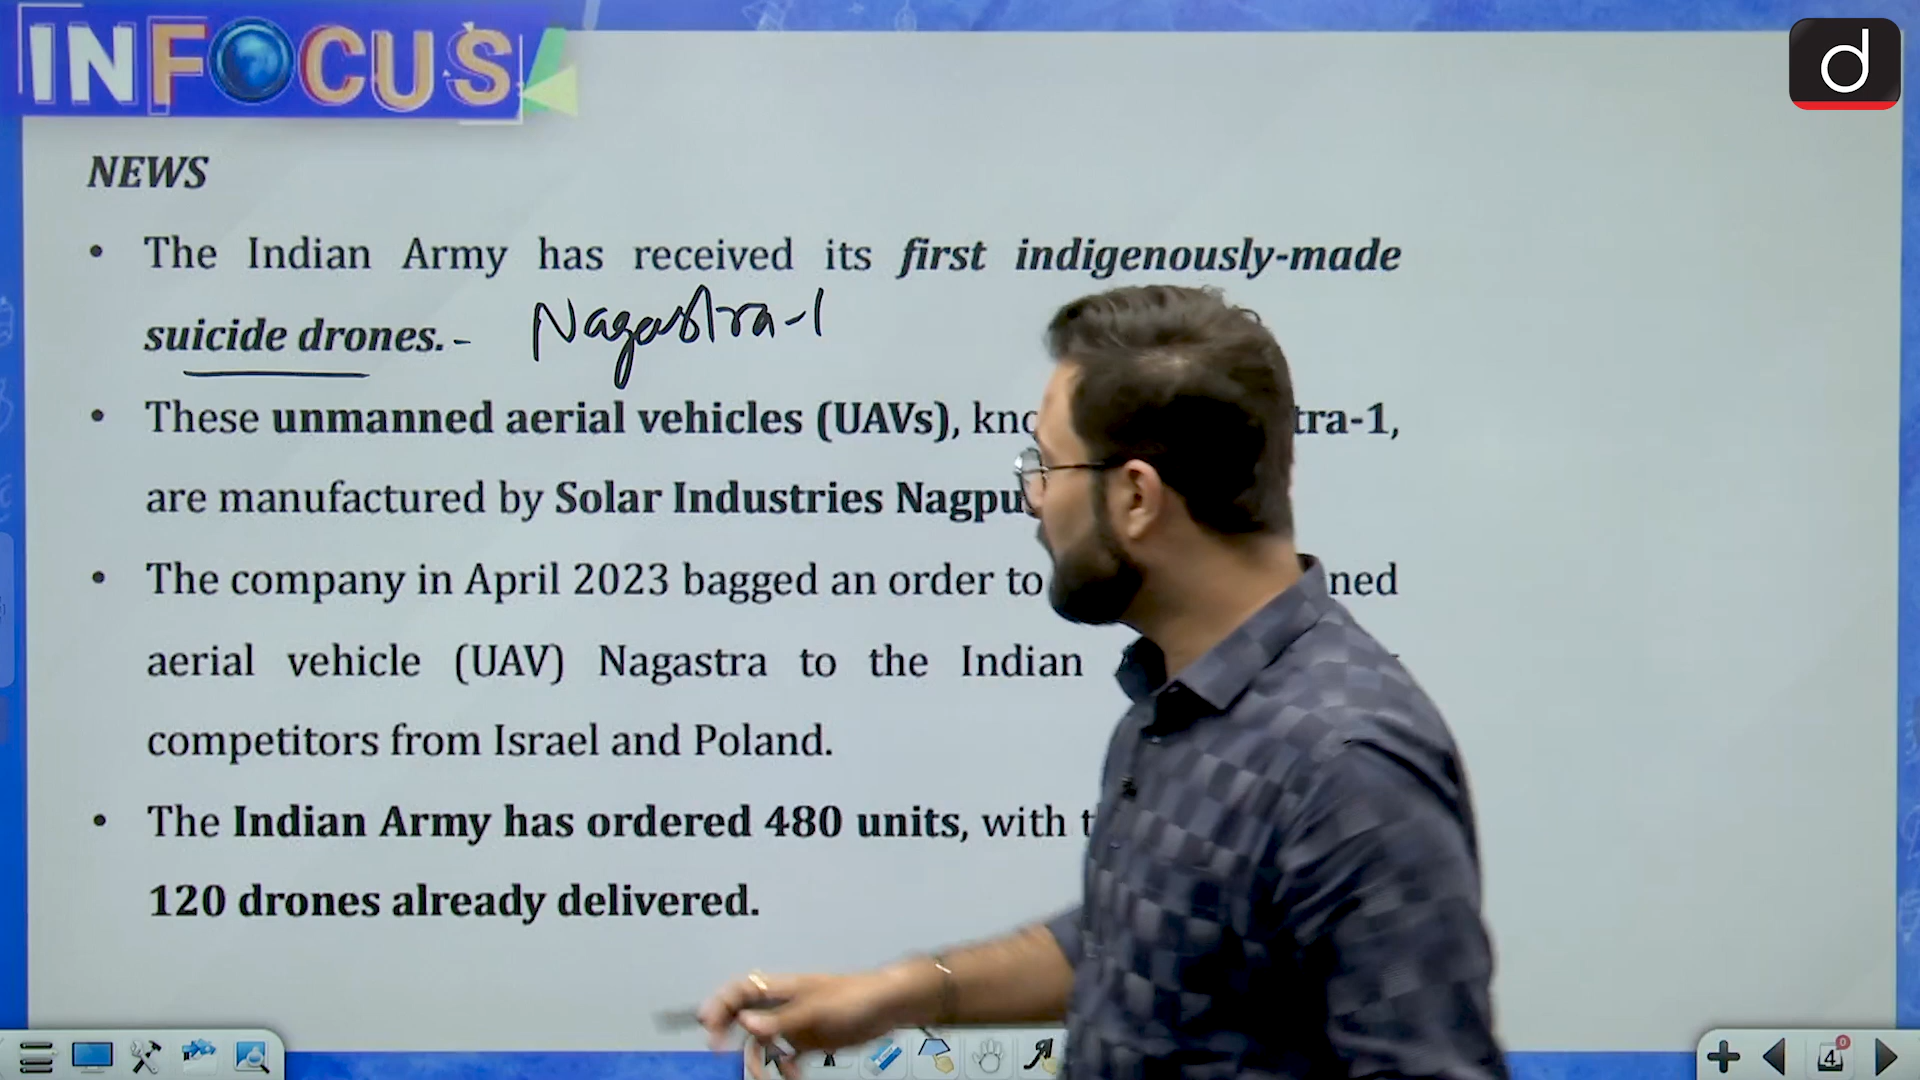 INFOCUS
d
NEWS
• The Indian Army has received its first indigenously-made
suicide drones. - Nagastra-1
• These unmanned aerial vehicles (UAVs), tra-1,
are manufactured by Solar Industries
• The company in April 2023 bagged an order to
aerial vehicle (UAV) Nagastra to the Indian
competitors from Israel and Poland.
• The Indian Army has ordered 480 units, with
120 drones already delivered.
4
0